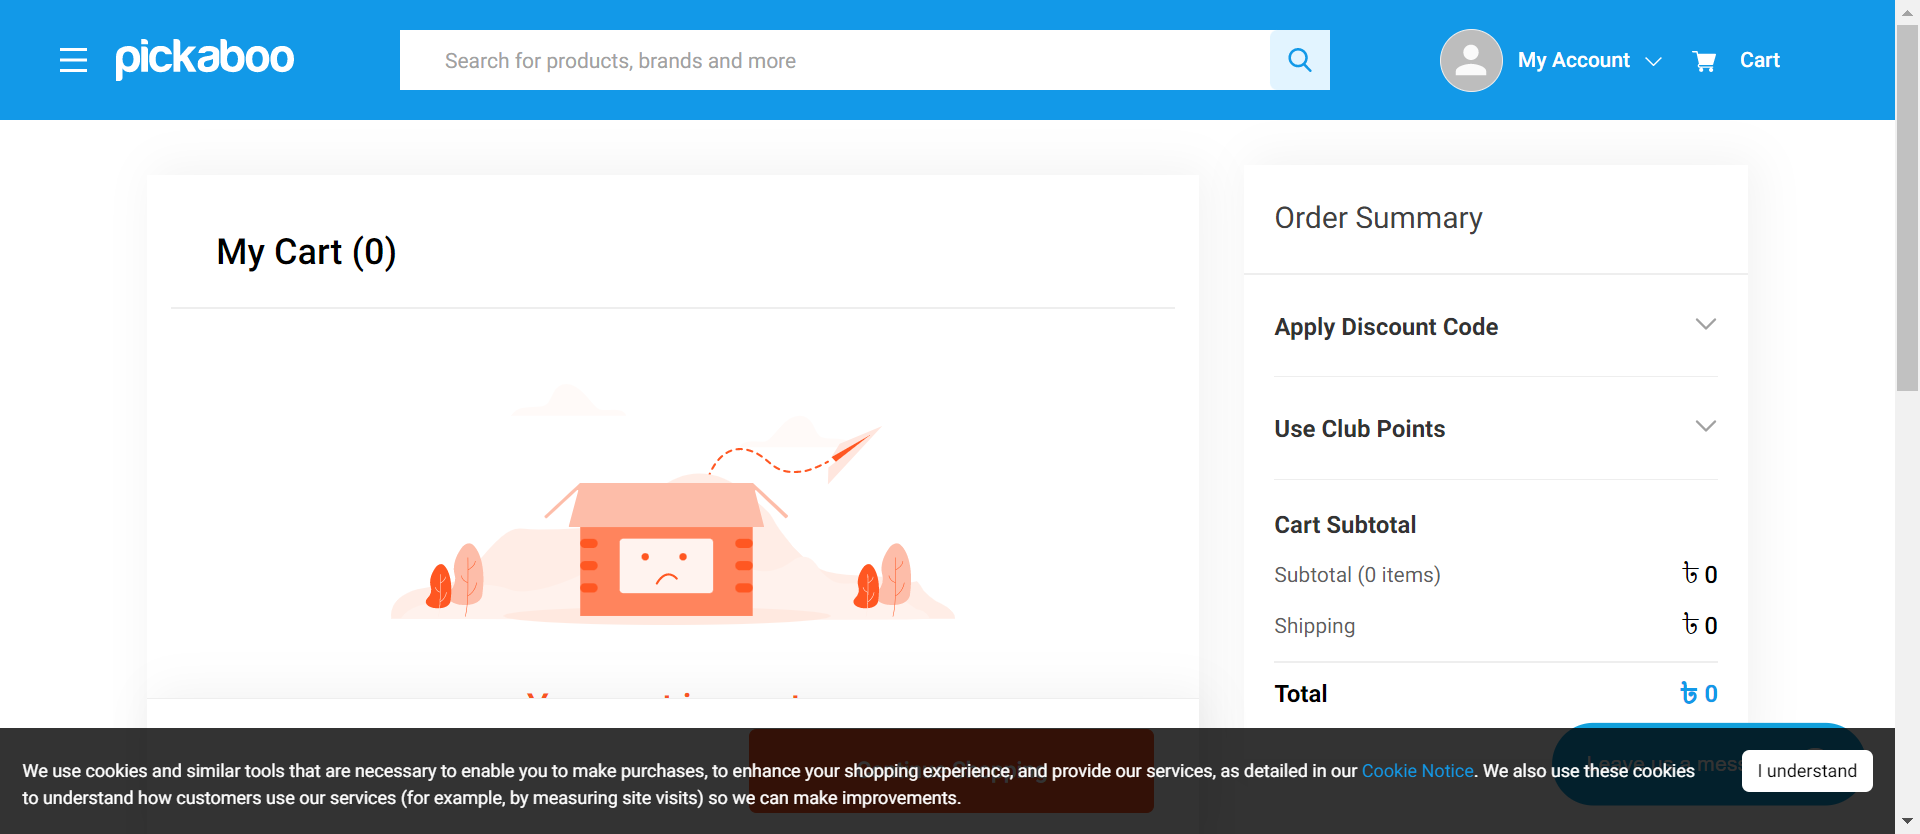 pickaboo
Search for products, brands and more
My Account
Cart
My Cart (0)
Order Summary
Apply Discount Code
Use Club Points
Cart Subtotal
Subtotal (0 items)
৳ 0
Shipping
৳ 0
Total
৳ 0
We use cookies and similar tools that are necessary to enable you to make purchases, to enhance your shopping experience, and provide our services, as detailed in our Cookie Notice. We also use these cookies
to understand how customers use our services (for example, by measuring site visits) so we can make improvements.
I understand